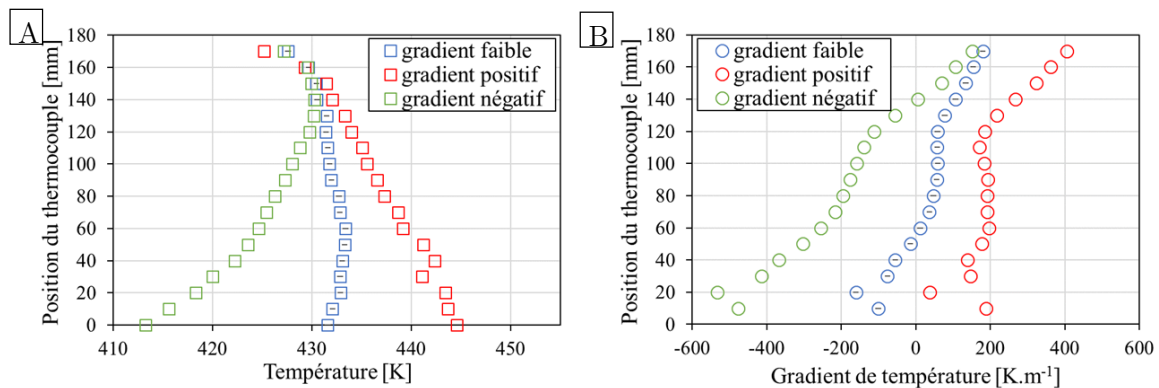 A
Position du thermocouple [mm]
180
160
140
120
100
80
60
40
20
0
gradient faible
gradient positif
gradient négatif
410
420
430
440
450
Température [K]
B
Position du thermocouple [mm]
180
160
140
120
100
80
60
40
20
0
gradient faible
gradient positif
gradient négatif
-600
-400
-200
0
200
400
600
Gradient de température [K.m⁻¹]